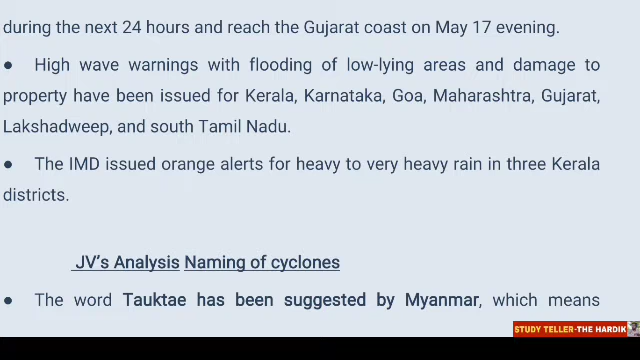 during the next 24 hours and reach the Gujarat coast on May 17 evening.
● High wave warnings with flooding of low-lying areas and damage to
property have been issued for Kerala, Karnataka, Goa, Maharashtra, Gujarat,
Lakshadweep, and south Tamil Nadu.
● The IMD issued orange alerts for heavy to very heavy rain in three Kerala
districts.
JV's Analysis Naming of cyclones
● The word Tauktae has been suggested by Myanmar, which means
STUDY TELLER-THE HARDIK